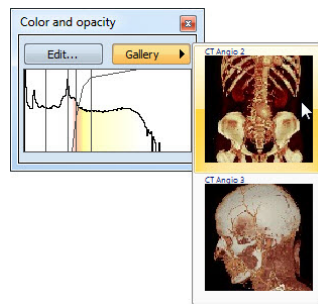 Color and opacity
Edit...
Gallery
CT Angio 2
CT Angio 3